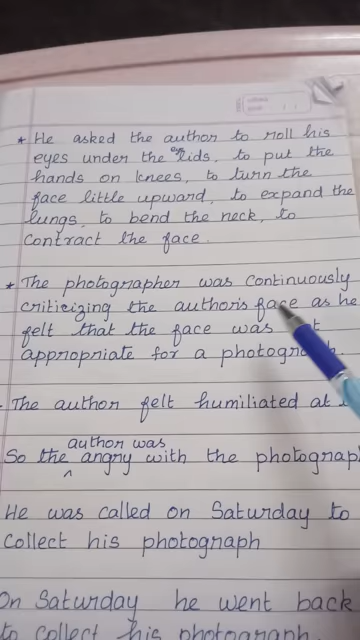 * He asked the author to roll his
eyes under the eye lids, to put the
hands on knees, to turn the
face little upward, to expand the
lungs, to bend the neck, to
contract the face.
* The photographer was continuously
criticizing the author's face as he
felt that the face was
appropriate for a photograph.
The author felt humiliated at
author was
So the ^ angry with the
He was called on Saturday to
collect his photograph
On Saturday he went back
to collect his photograph